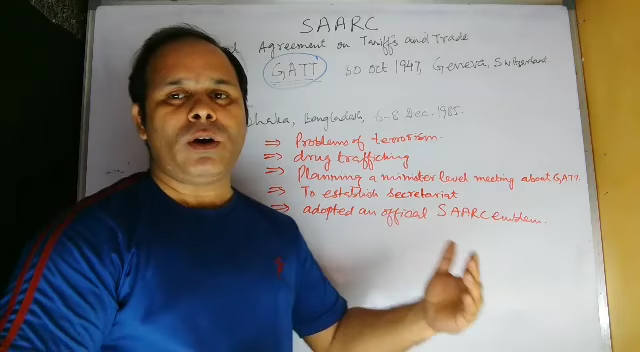 SAARC
Agreement on Tariffs and Trade
GATT 30 Oct 1947, Geneva, Switzerland.
Dhaka, Bangladesh, 6-8 Dec. 1985.
⇒ Problems of terrorism.
⇒ drug trafficking
⇒ Planning a minister level meeting about GATT.
⇒ To establish secretariat
⇒ adopted an offical SAARC emblem.